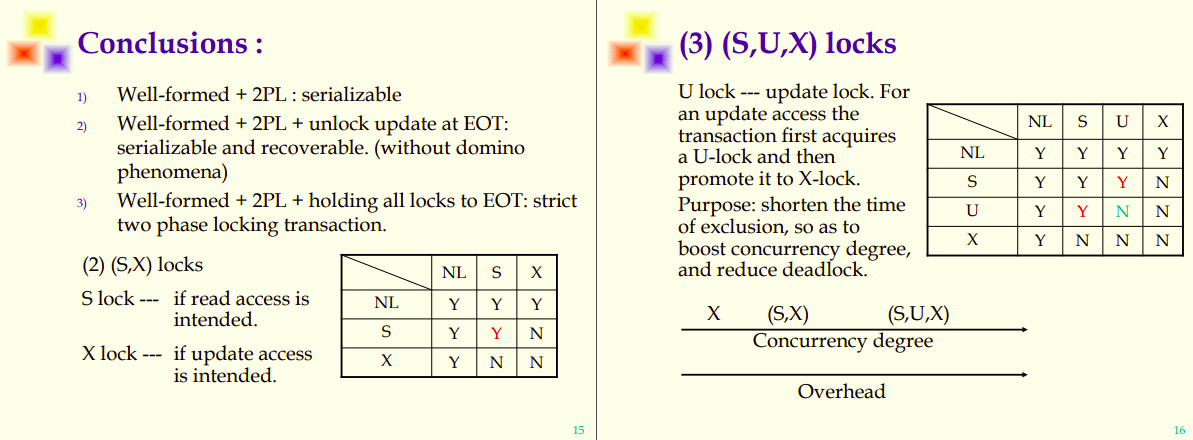 Conclusions :
1) Well-formed + 2PL : serializable
2) Well-formed + 2PL + unlock update at EOT:
serializable and recoverable. (without domino
phenomena)
3) Well-formed + 2PL + holding all locks to EOT: strict
two phase locking transaction.
(2) (S,X) locks
S lock --- if read access is
intended.
X lock --- if update access
is intended.
NL S X
NL Y Y Y
S Y Y N
X Y N N
15
(3) (S,U,X) locks
U lock --- update lock. For
an update access the
transaction first acquires
a U-lock and then
promote it to X-lock.
Purpose: shorten the time
of exclusion, so as to
boost concurrency degree,
and reduce deadlock.
NL S U X
NL Y Y Y Y
S Y Y Y N
U Y Y N N
X Y N N N
X (S,X) (S,U,X)
Concurrency degree
Overhead
16